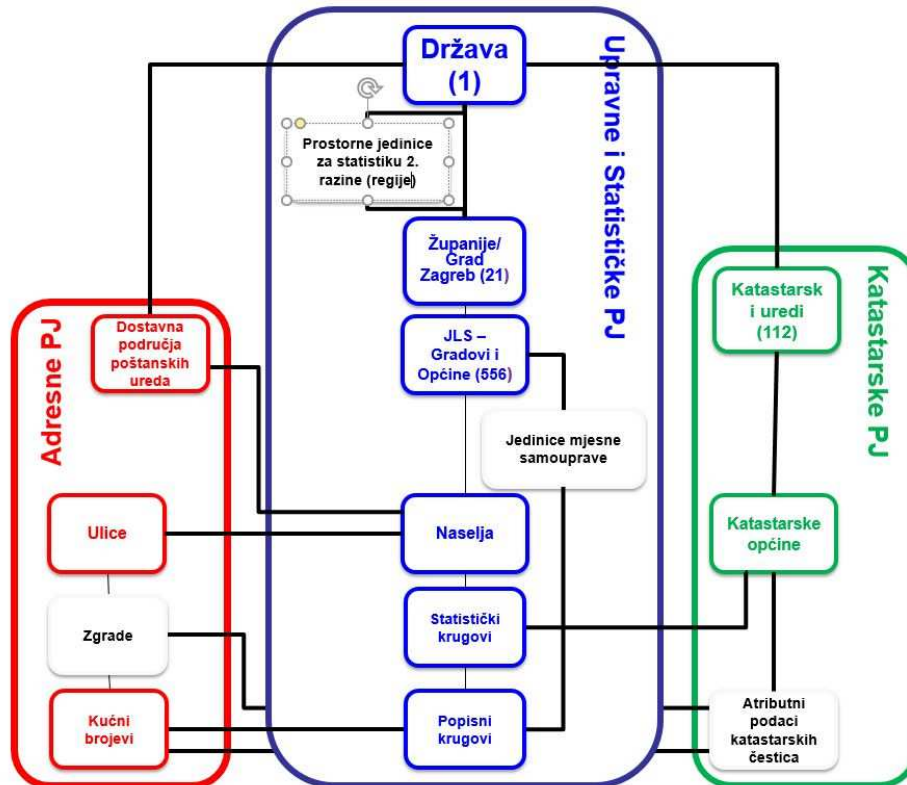 Država
(1)
Upravne i Statističke PJ
Prostorne jedinice
za statistiku 2.
razine (regije)
Županije/
Grad
Zagreb (21)
Katastarske PJ
Katastarsk
i uredi
(112)
Adresne PJ
Dostavna
područja
poštanskih
ureda
JLS –
Gradovi i
Općine (556)
Jedinice mjesne
samouprave
Ulice
Naselja
Katastarske
općine
Zgrade
Statistički
krugovi
Kućni
brojevi
Popisni
krugovi
Atributni
podaci
katastarskih
čestica